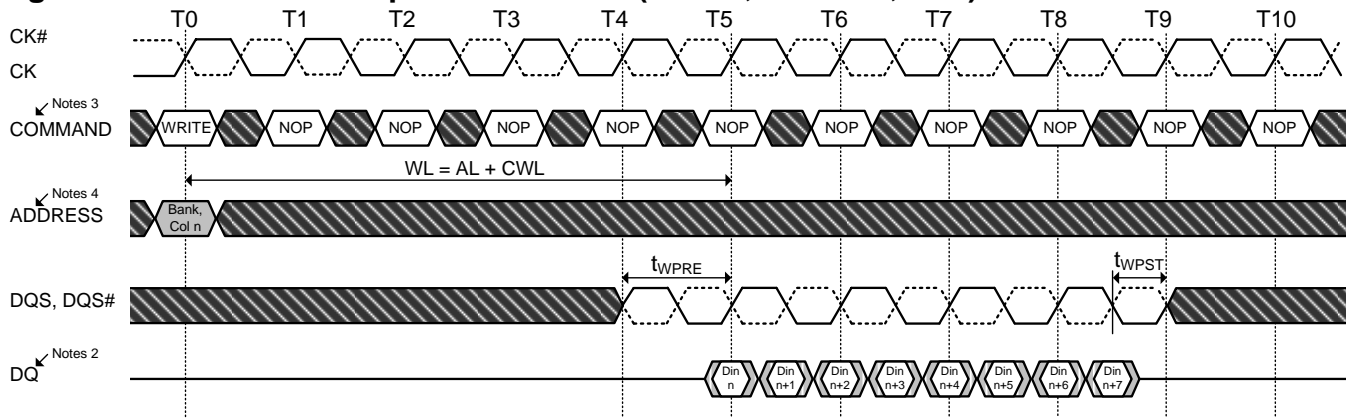 T0 T1 T2 T3 T4 T5 T6 T7 T8 T9 T10
CK#
CK
Notes 3
COMMAND WRITE NOP NOP NOP NOP NOP NOP NOP NOP NOP NOP
WL = AL + CWL
Notes 4
ADDRESS
Bank,
Col n
tWPRE
tWPST
DQS, DQS#
Notes 2
DQ
Din Din Din Din Din Din Din Din
n n+1 n+2 n+3 n+4 n+5 n+6 n+7